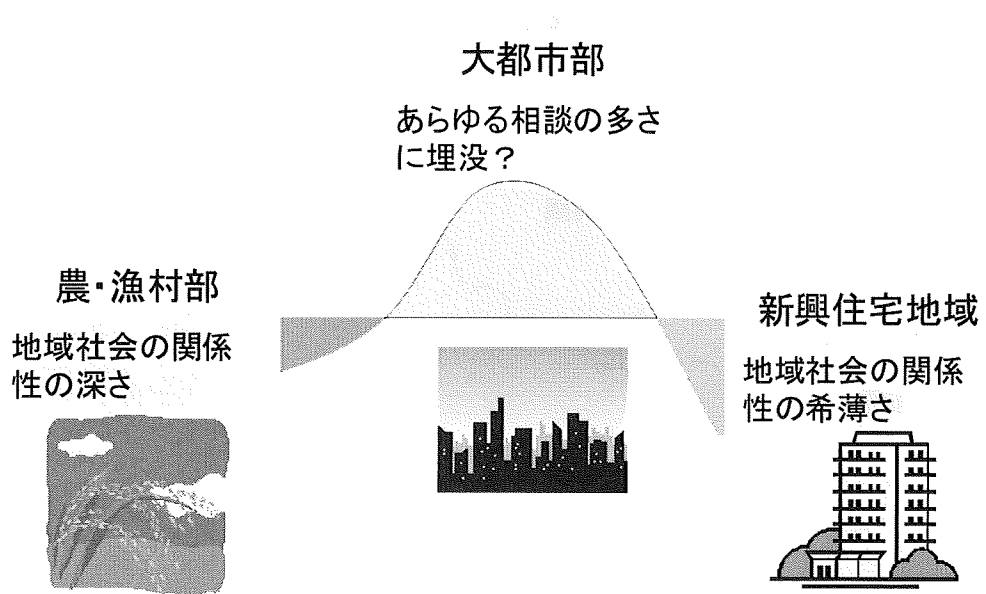 大都市部
あらゆる相談の多さ
に埋没？
農・漁村部
地域社会の関係
性の深さ
新興住宅地域
地域社会の関係
性の希薄さ